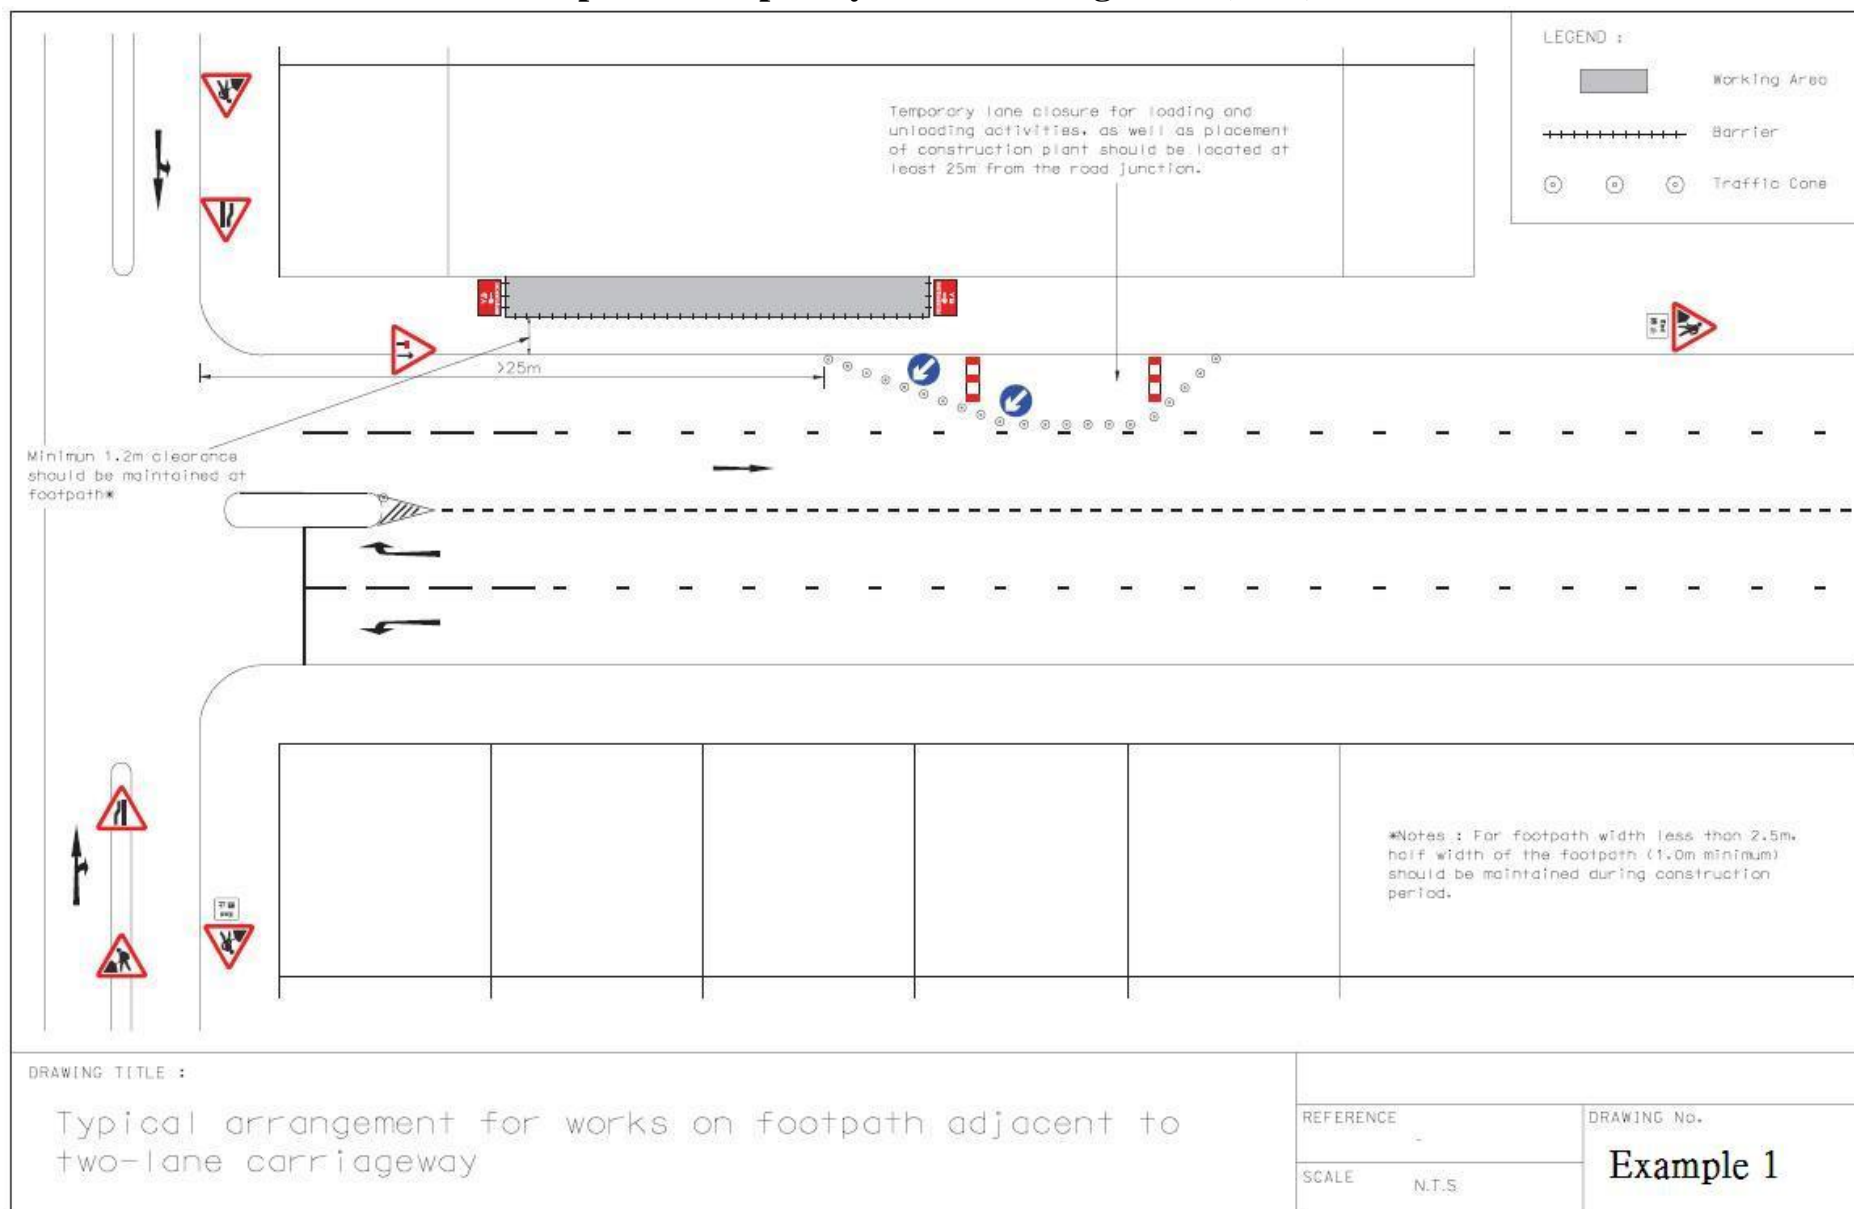 LEGEND :
Working Area
Barrier
Traffic Cone
Temporary lane closure for loading and
unloading activities, as well as placement
of construction plant should be located at
least 25m from the road junction.
>25m
Minimun 1.2m clearance
should be maintained at
footpath*
End
*Notes : For footpath width less than 2.5m,
half width of the footpath (1.0m minimum)
should be maintained during construction
period.
End
DRAWING TITLE :
Typical arrangement for works on footpath adjacent to
two-lane carriageway
REFERENCE
-
SCALE N.T.S
DRAWING No.
Example 1